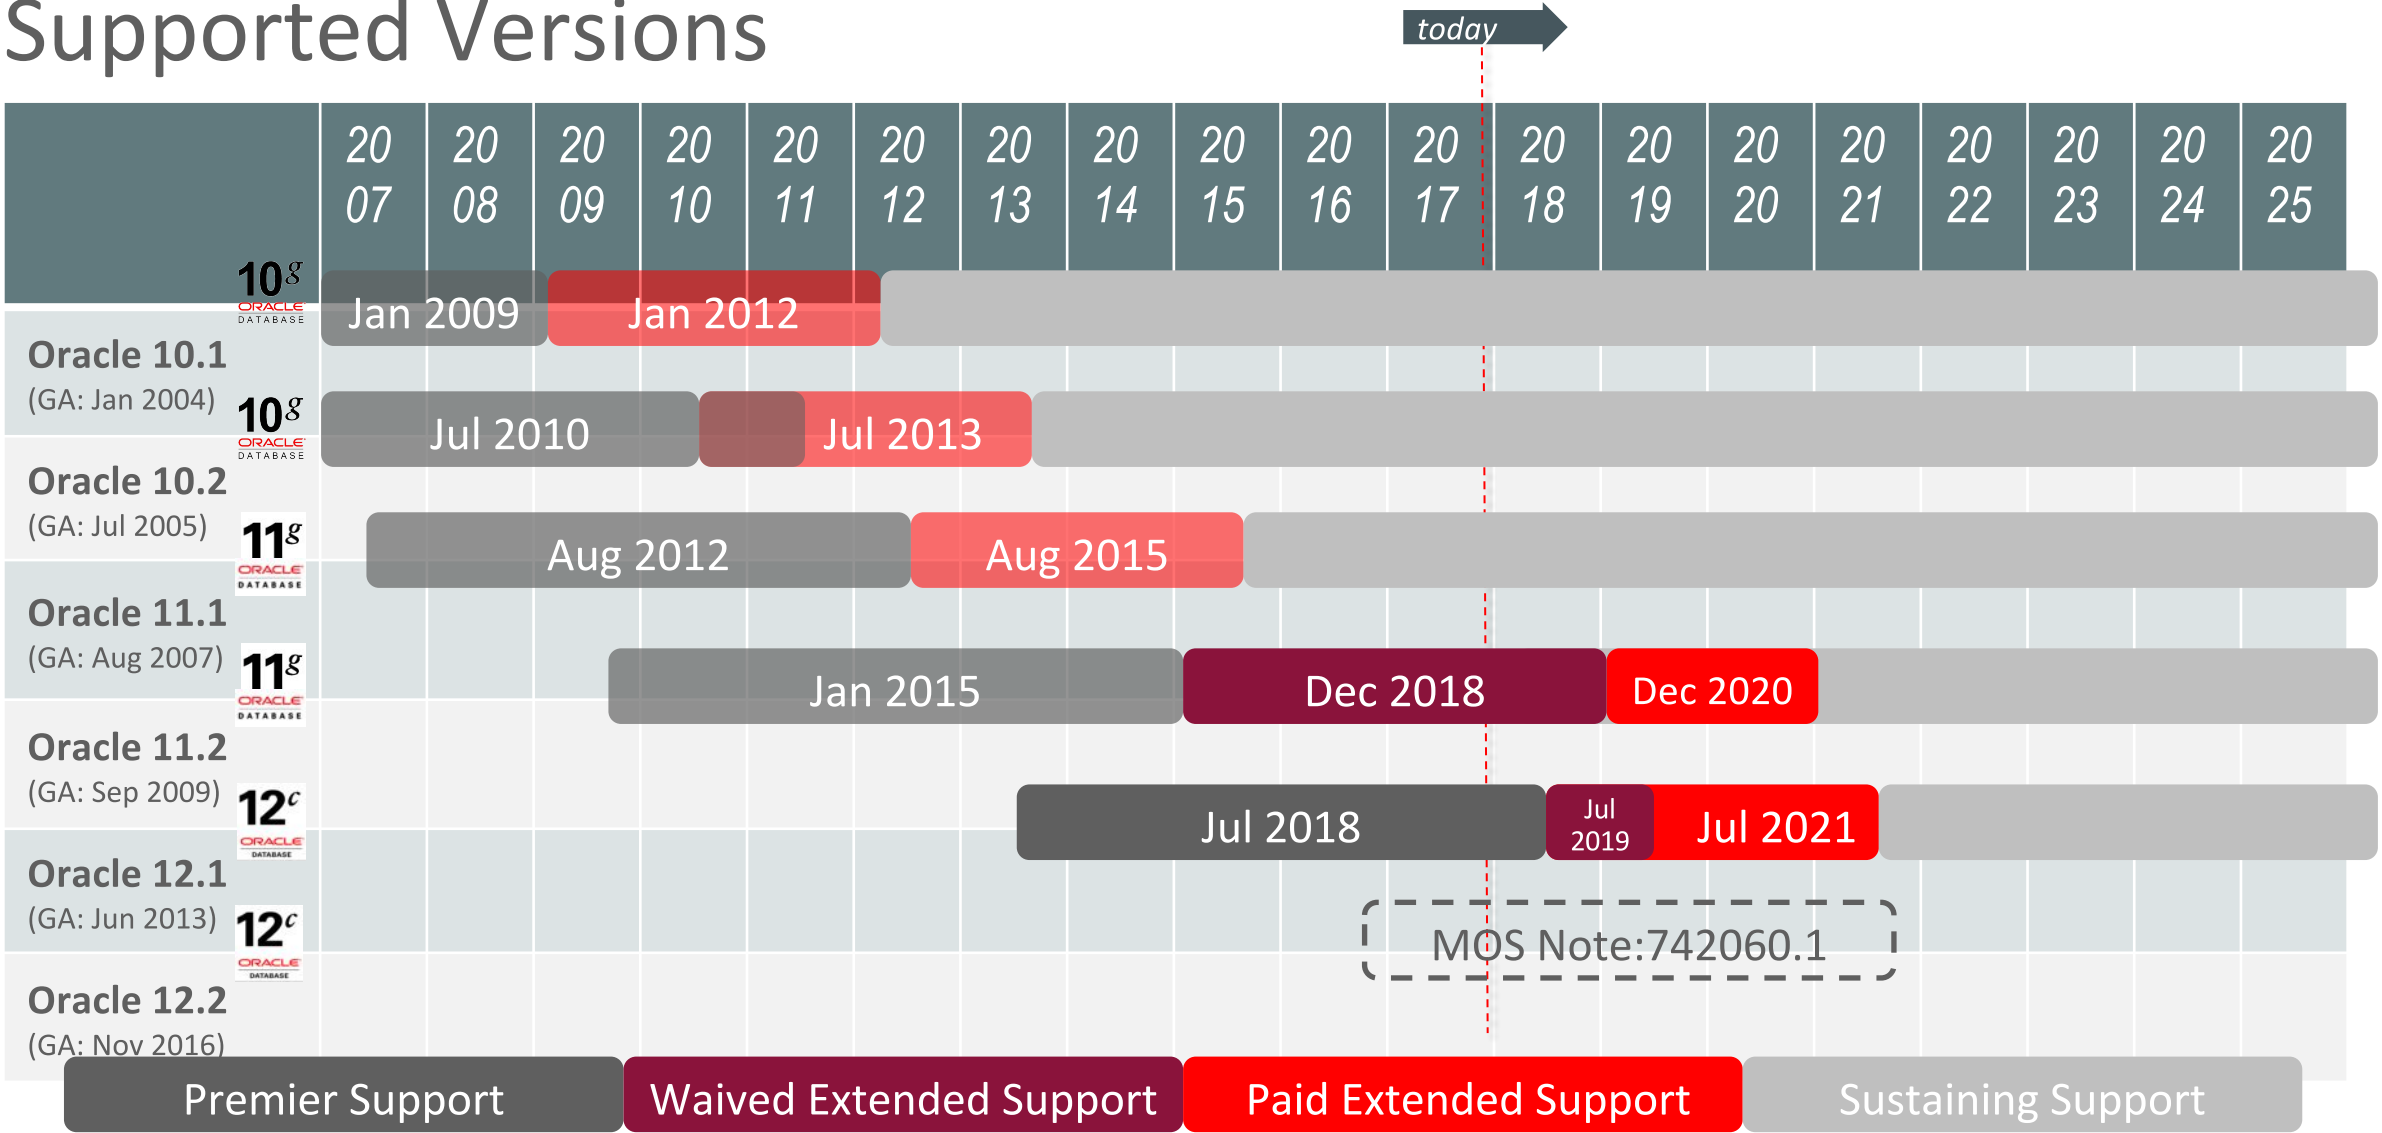 Supported Versions
today
20 20 20 20 20 20 20 20 20 20 20 20 20 20 20 20 20 20 20
07 08 09 10 11 12 13 14 15 16 17 18 19 20 21 22 23 24 25
10g
ORACLE
DATABASE
Jan 2009 Jan 2012
Oracle 10.1
(GA: Jan 2004)
10g
ORACLE
DATABASE
Jul 2010 Jul 2013
Oracle 10.2
(GA: Jul 2005)
11g
ORACLE
DATABASE
Aug 2012 Aug 2015
Oracle 11.1
(GA: Aug 2007)
11g
ORACLE
DATABASE
Jan 2015 Dec 2018 Dec 2020
Oracle 11.2
(GA: Sep 2009)
12c
ORACLE
DATABASE
Jul 2018
Jul
2019
Jul 2021
Oracle 12.1
(GA: Jun 2013)
12c
ORACLE
DATABASE
MOS Note:742060.1
Oracle 12.2
(GA: Nov 2016)
Premier Support Waived Extended Support Paid Extended Support Sustaining Support